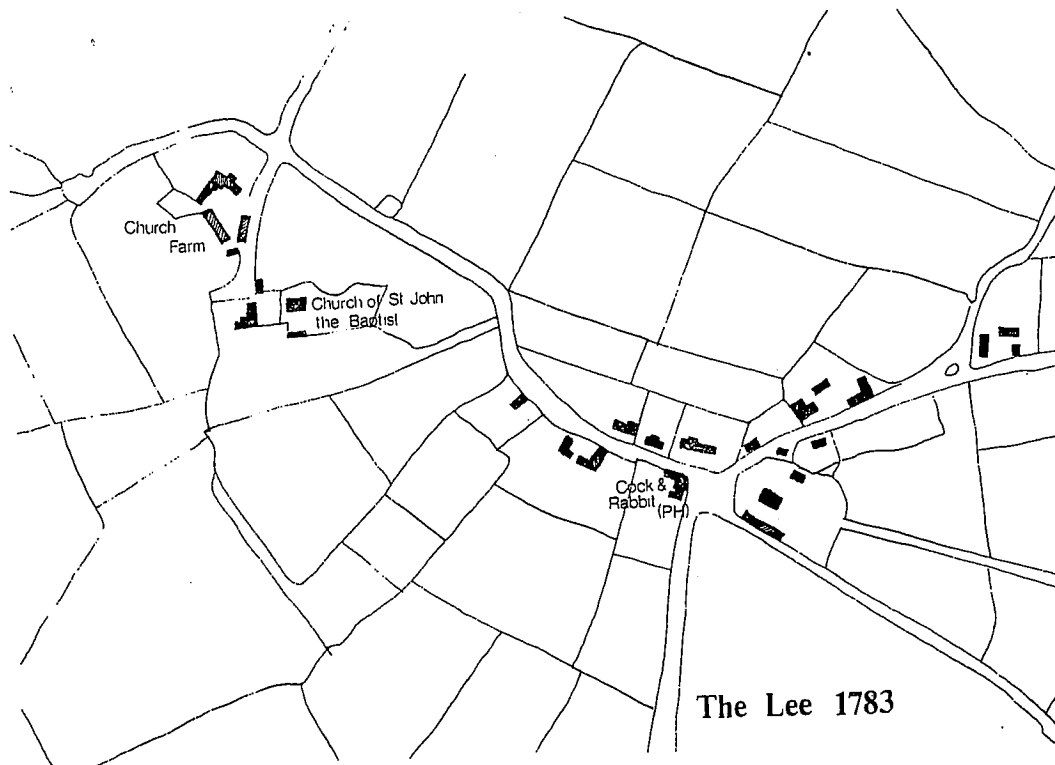 Church
Farm
Church of St John
the Baptist
Cock &
Rabbit
(PH)
The Lee 1783